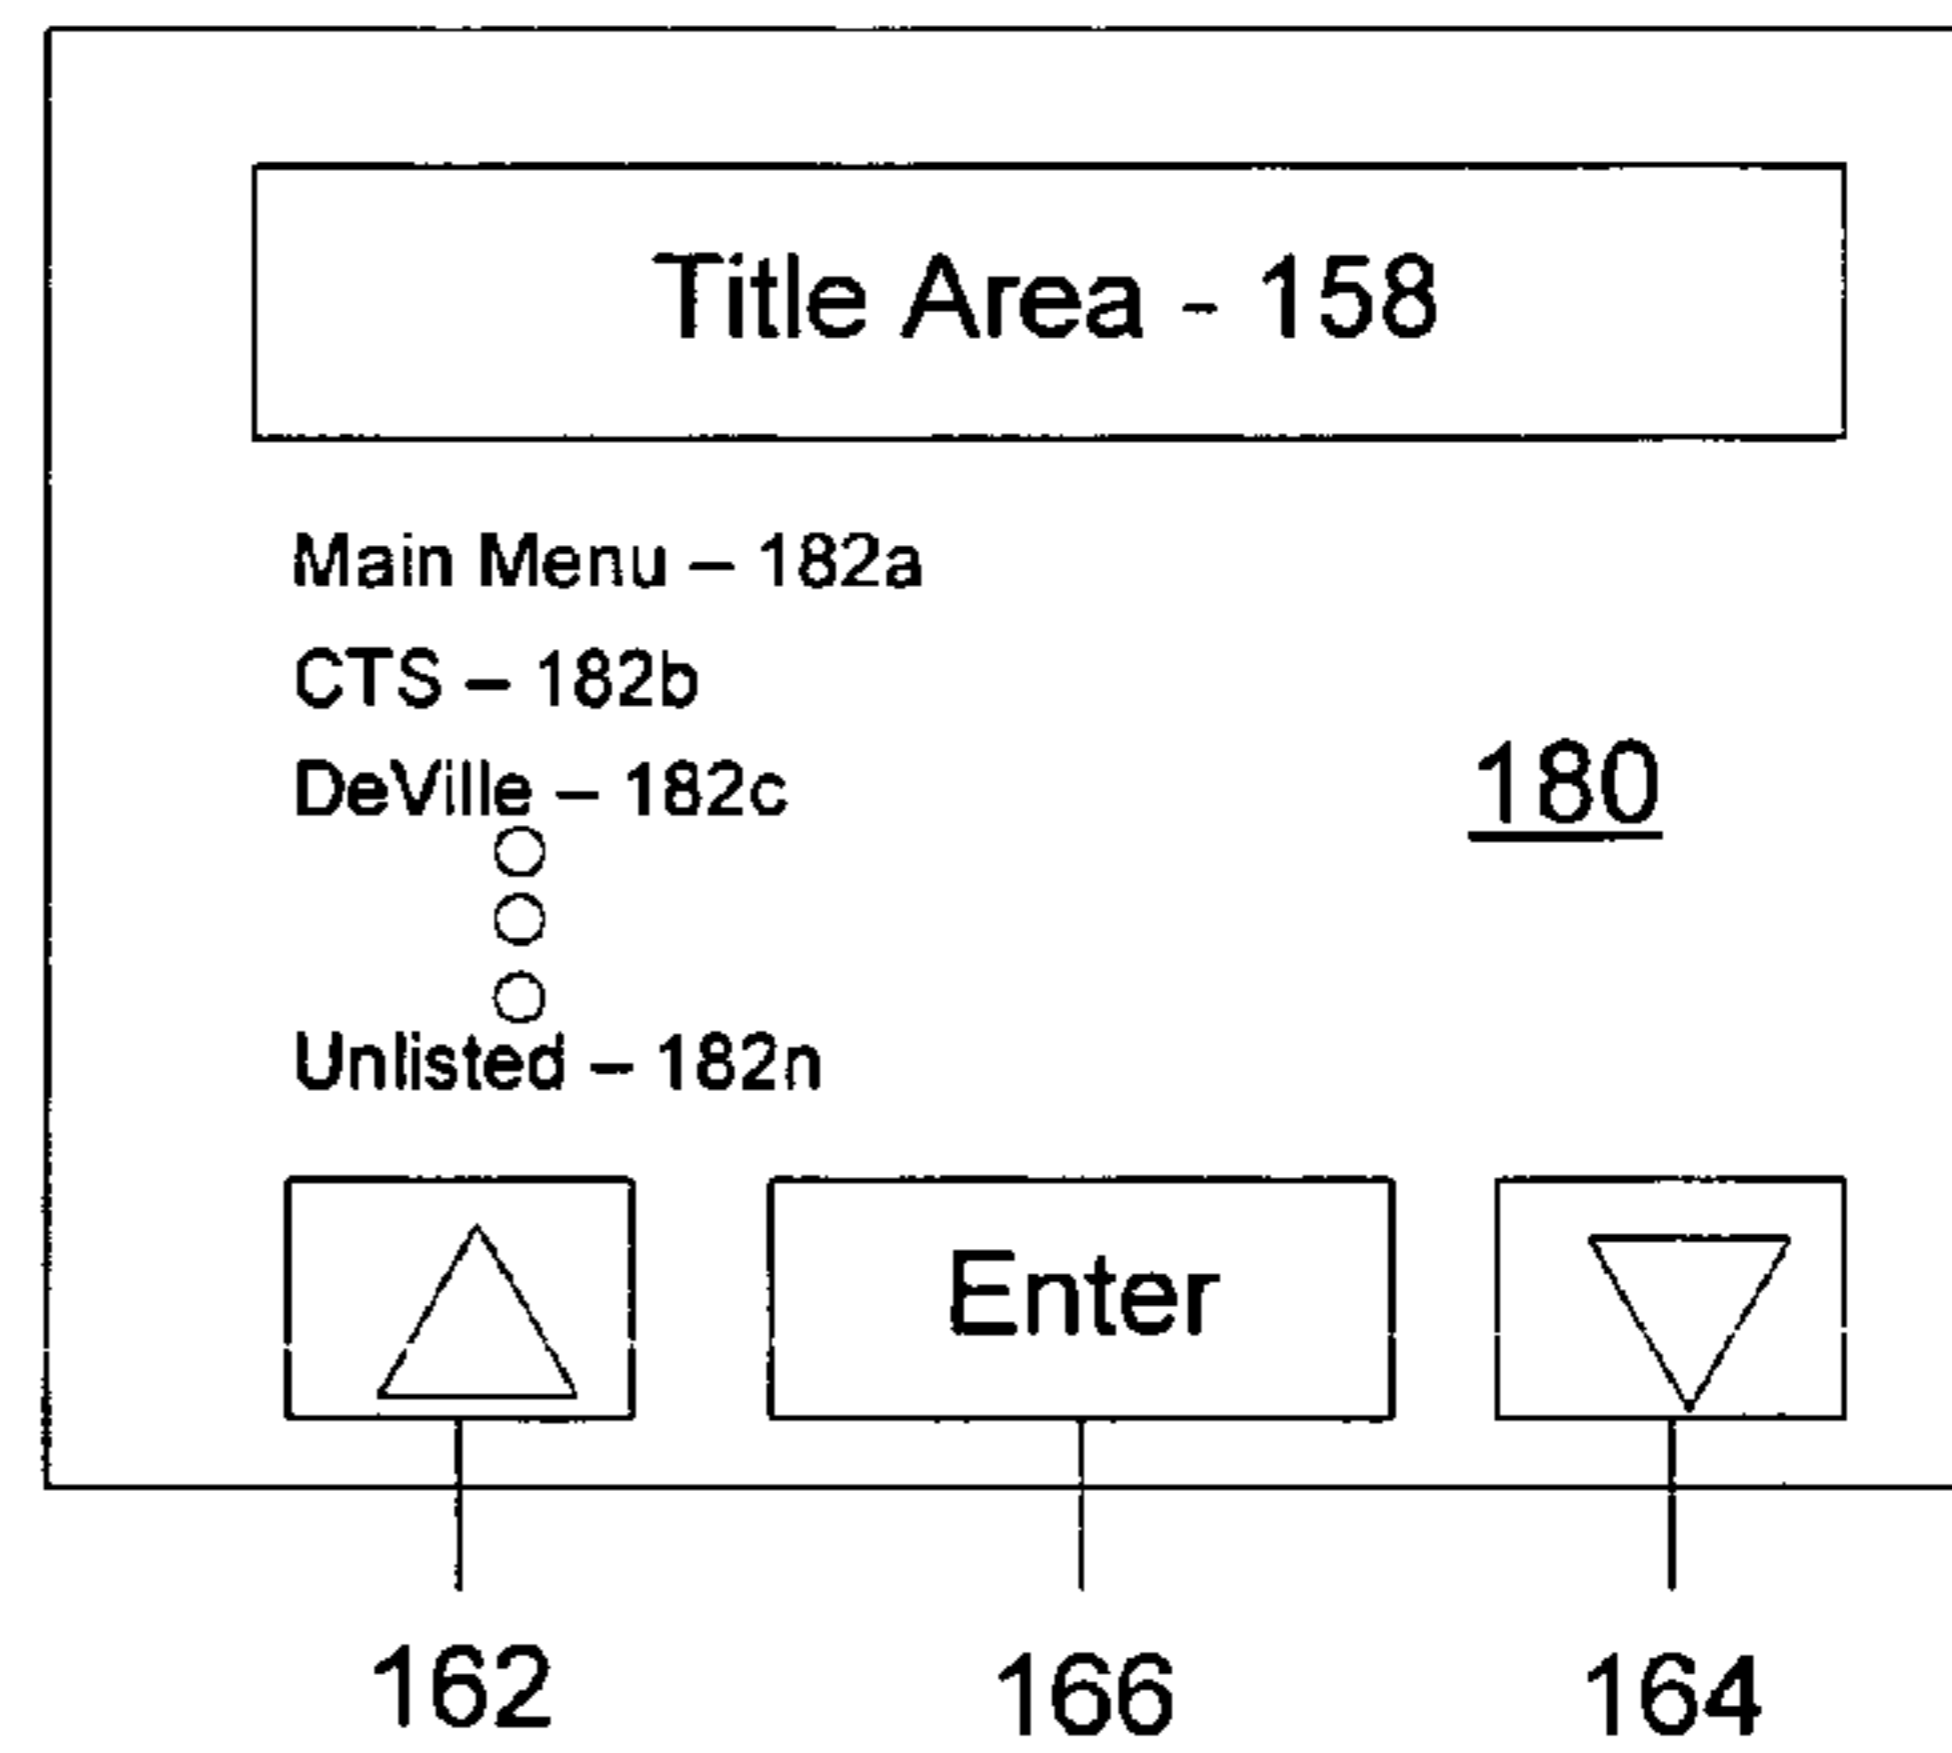 Title Area - 158
Main Menu – 182a
CTS – 182b
DeVille – 182c
180
Unlisted – 182n
Enter
162
166
164